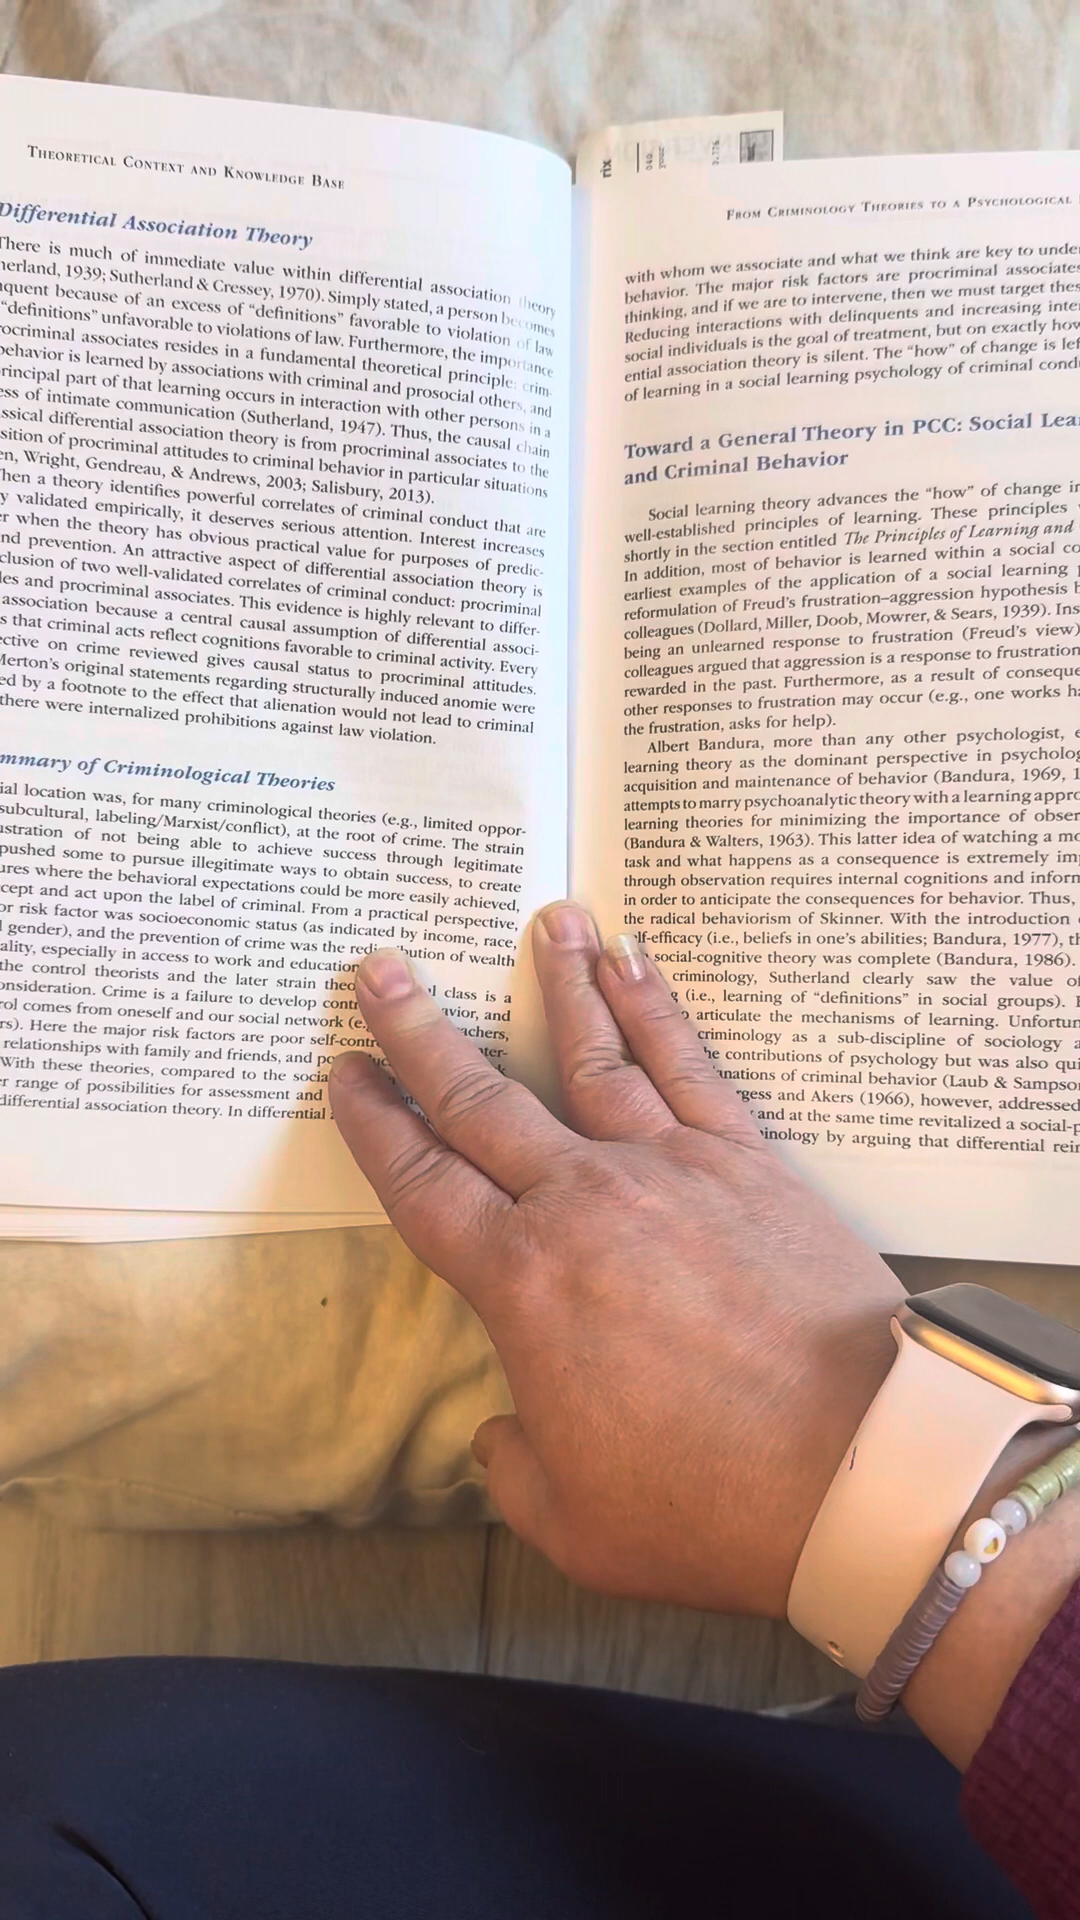 THEORETICAL CONTEXT AND KNOWLEDGE BASE
Differential Association Theory
There is much of immediate value within differential association theory
herland, 1939; Sutherland & Cressey, 1970). Simply stated, a person becomes
quent because of an excess of “definitions” favorable to violation of law
“definitions” unfavorable to violations of law. Furthermore, the importance
rocriminal associates resides in a fundamental theoretical principle: crim-
behavior is learned by associations with criminal and prosocial others, and
rincipal part of that learning occurs in interaction with other persons in a
ess of intimate communication (Sutherland, 1947). Thus, the causal chain
ssical differential association theory is from procriminal associates to the
sition of procriminal attitudes to criminal behavior in particular situations
en, Wright, Gendreau, & Andrews, 2003; Salisbury, 2013).
hen a theory identifies powerful correlates of criminal conduct that are
y validated empirically, it deserves serious attention. Interest increases
er when the theory has obvious practical value for purposes of predic-
nd prevention. An attractive aspect of differential association theory is
clusion of two well-validated correlates of criminal conduct: procriminal
les and procriminal associates. This evidence is highly relevant to differ-
association because a central causal assumption of differential associ-
s that criminal acts reflect cognitions favorable to criminal activity. Every
ective on crime reviewed gives causal status to procriminal attitudes.
Merton’s original statements regarding structurally induced anomie were
ed by a footnote to the effect that alienation would not lead to criminal
there were internalized prohibitions against law violation.
mmary of Criminological Theories
ial location was, for many criminological theories (e.g., limited oppor-
subcultural, labeling/Marxist/conflict), at the root of crime. The strain
ustration of not being able to achieve success through legitimate
pushed some to pursue illegitimate ways to obtain success, to create
ures where the behavioral expectations could be more easily achieved,
cept and act upon the label of criminal. From a practical perspective,
or risk factor was socioeconomic status (as indicated by income, race,
gender), and the prevention of crime was the redistribution of wealth
ality, especially in access to work and education
the control theorists and the later strain theo l class is a
onsideration. Crime is a failure to develop contr avior, and
rol comes from oneself and our social network (e. eachers,
rs). Here the major risk factors are poor self-contr nter-
relationships with family and friends, and po
With these theories, compared to the socia
r range of possibilities for assessment and
differential association theory. In differential
rix
FROM CRIMINOLOGY THEORIES TO A PSYCHOLOGICAL
with whom we associate and what we think are key to unde
behavior. The major risk factors are procriminal associates
thinking, and if we are to intervene, then we must target thes
Reducing interactions with delinquents and increasing inte
social individuals is the goal of treatment, but on exactly how
ential association theory is silent. The “how” of change is lef
of learning in a social learning psychology of criminal cond
Toward a General Theory in PCC: Social Lea
and Criminal Behavior
Social learning theory advances the “how” of change in
well-established principles of learning. These principles
shortly in the section entitled The Principles of Learning and
In addition, most of behavior is learned within a social co
earliest examples of the application of a social learning
reformulation of Freud’s frustration–aggression hypothesis b
colleagues (Dollard, Miller, Doob, Mowrer, & Sears, 1939). Ins
being an unlearned response to frustration (Freud’s view)
colleagues argued that aggression is a response to frustration
rewarded in the past. Furthermore, as a result of conseque
other responses to frustration may occur (e.g., one works ha
the frustration, asks for help).
Albert Bandura, more than any other psychologist, e
learning theory as the dominant perspective in psycholog
acquisition and maintenance of behavior (Bandura, 1969, 1
attempts to marry psychoanalytic theory with a learning appro
learning theories for minimizing the importance of obser
(Bandura & Walters, 1963). This latter idea of watching a mo
task and what happens as a consequence is extremely im
through observation requires internal cognitions and inform
in order to anticipate the consequences for behavior. Thus,
the radical behaviorism of Skinner. With the introduction
lf-efficacy (i.e., beliefs in one’s abilities; Bandura, 1977), th
social-cognitive theory was complete (Bandura, 1986).
criminology, Sutherland clearly saw the value of
g (i.e., learning of “definitions” in social groups).
o articulate the mechanisms of learning. Unfortun
criminology as a sub-discipline of sociology a
he contributions of psychology but was also qui
anations of criminal behavior (Laub & Sampson
rgess and Akers (1966), however, addressed
and at the same time revitalized a social-p
inology by arguing that differential rein